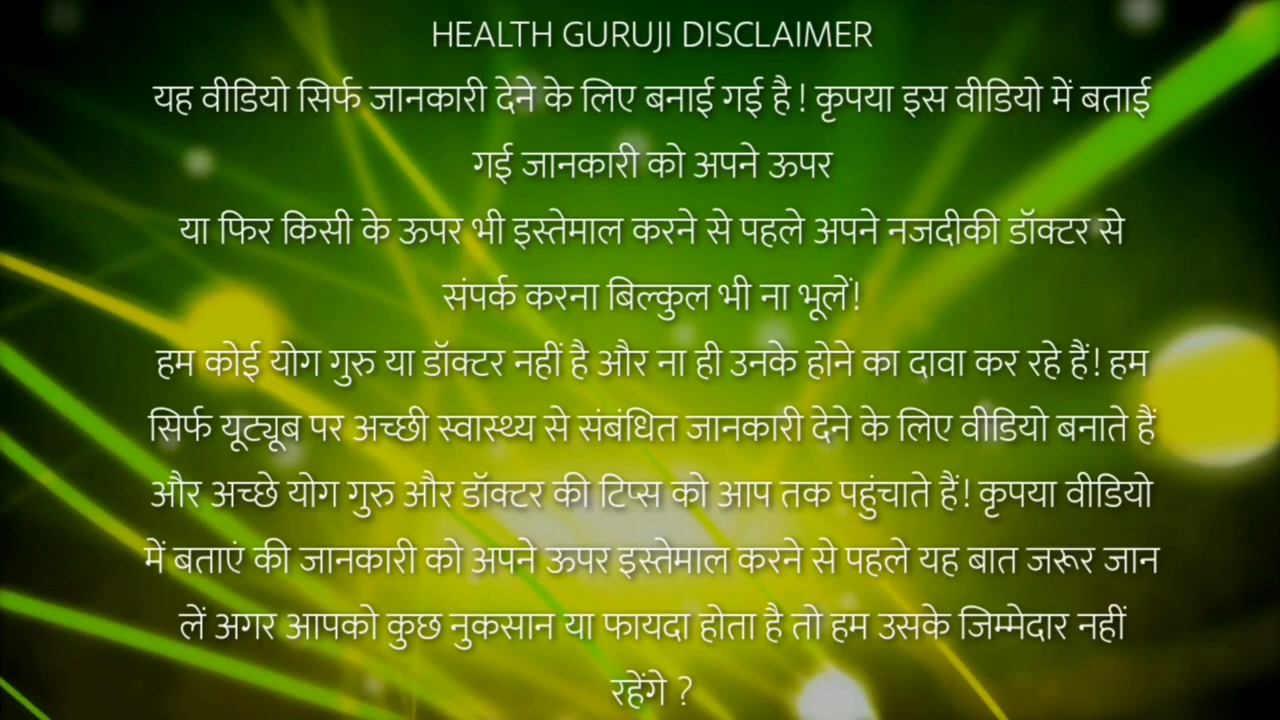 HEALTH GURUJI DISCLAIMER
यह वीडियो सिर्फ जानकारी देने के लिए बनाई गई है ! कृपया इस वीडियो में बताई
गई जानकारी को अपने ऊपर
या फिर किसी के ऊपर भी इस्तेमाल करने से पहले अपने नजदीकी डॉक्टर से
संपर्क करना बिल्कुल भी ना भूलें!
हम कोई योग गुरु या डॉक्टर नहीं है और ना ही उनके होने का दावा कर रहे हैं! हम
सिर्फ यूट्यूब पर अच्छी स्वास्थ्य से संबंधित जानकारी देने के लिए वीडियो बनाते हैं
और अच्छे योग गुरु और डॉक्टर की टिप्स को आप तक पहुंचाते हैं! कृपया वीडियो
में बताएं की जानकारी को अपने ऊपर इस्तेमाल करने से पहले यह बात जरूर जान
लें अगर आपको कुछ नुकसान या फायदा होता है तो हम उसके जिम्मेदार नहीं
रहेंगे ?